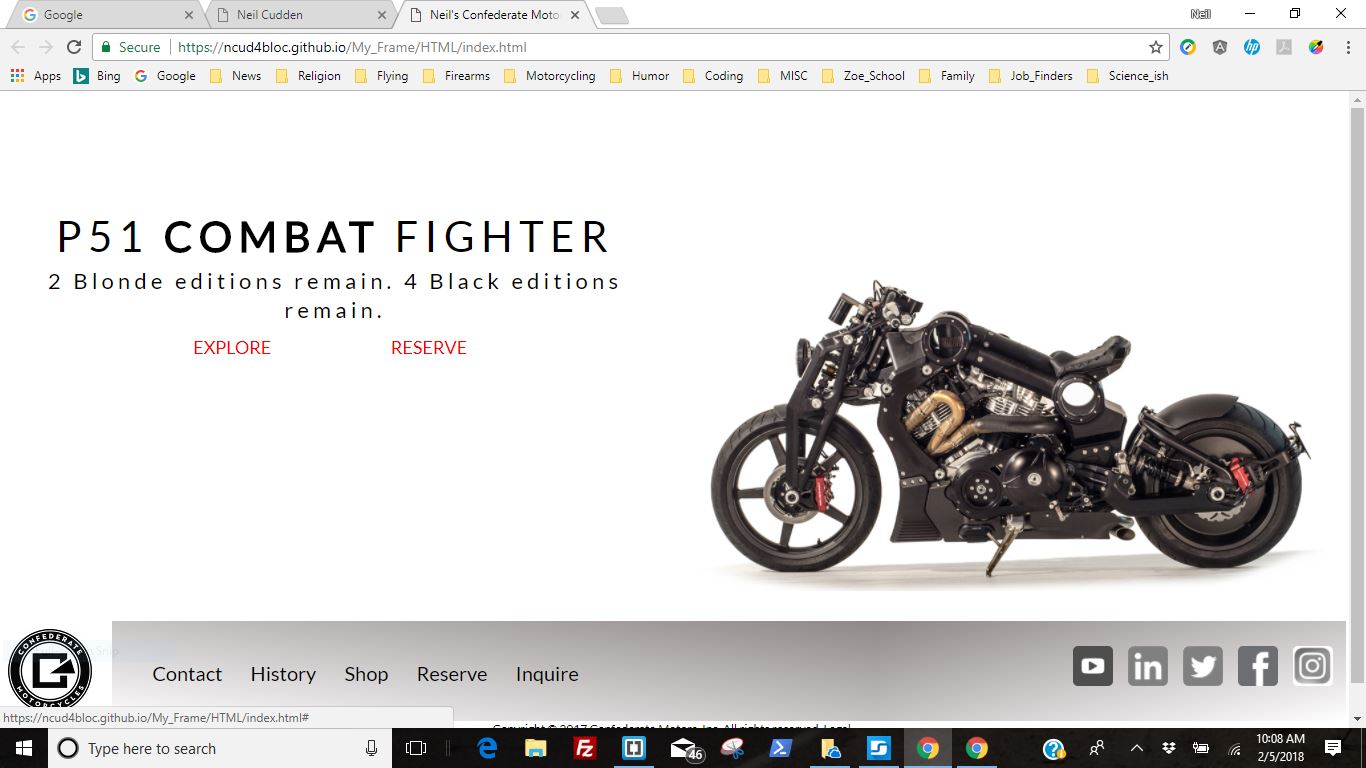 Google
Neil Cudden
Neil's Confederate Moto
Neil
Secure
https://ncud4bloc.github.io/My_Frame/HTML/index.html
Apps Bing Google News Religion Flying Firearms Motorcycling Humor Coding MISC Zoe_School Family Job_Finders Science_ish
P51 COMBAT FIGHTER
2 Blonde editions remain. 4 Black editions
remain.
EXPLORE RESERVE
CONFEDERATE
MOTORCYCLES
Snip
Contact History Shop Reserve Inquire
https://ncud4bloc.github.io/My_Frame/HTML/index.html#
Copyright © 2017 Confederate Motors, Inc. All rights reserved. Legal
Type here to search
46
10:08 AM
2/5/2018